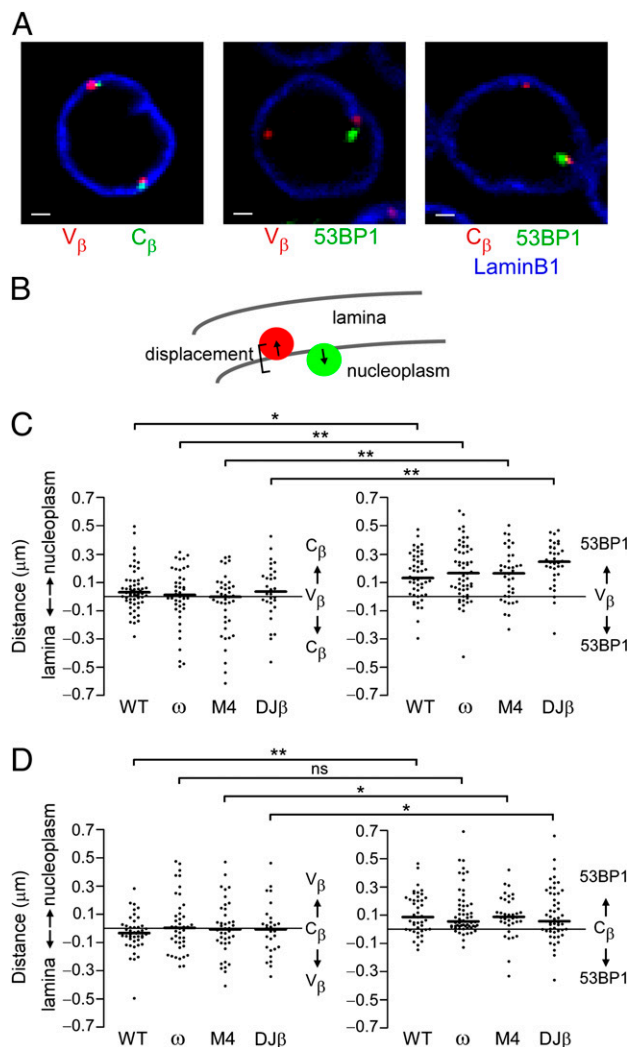 A
Vβ Cβ
Vβ 53BP1
Cβ 53BP1
LaminB1
B
lamina
displacement
nucleoplasm
C
*
**
**
**
Distance (μm)
lamina ←→ nucleoplasm
0.7
0.5
0.3
0.1
−0.1
−0.3
−0.5
−0.7
WT ω M4 DJβ
Cβ
↑
Vβ
↓
Cβ
0.7
0.5
0.3
0.1
−0.1
−0.3
−0.5
−0.7
WT ω M4 DJβ
53BP1
↑
Vβ
↓
53BP1
D
**
ns
*
*
Distance (μm)
lamina ←→ nucleoplasm
0.7
0.5
0.3
0.1
−0.1
−0.3
−0.5
−0.7
WT ω M4 DJβ
Vβ
↑
Cβ
↓
Vβ
0.7
0.5
0.3
0.1
−0.1
−0.3
−0.5
−0.7
WT ω M4 DJβ
53BP1
↑
Cβ
↓
53BP1